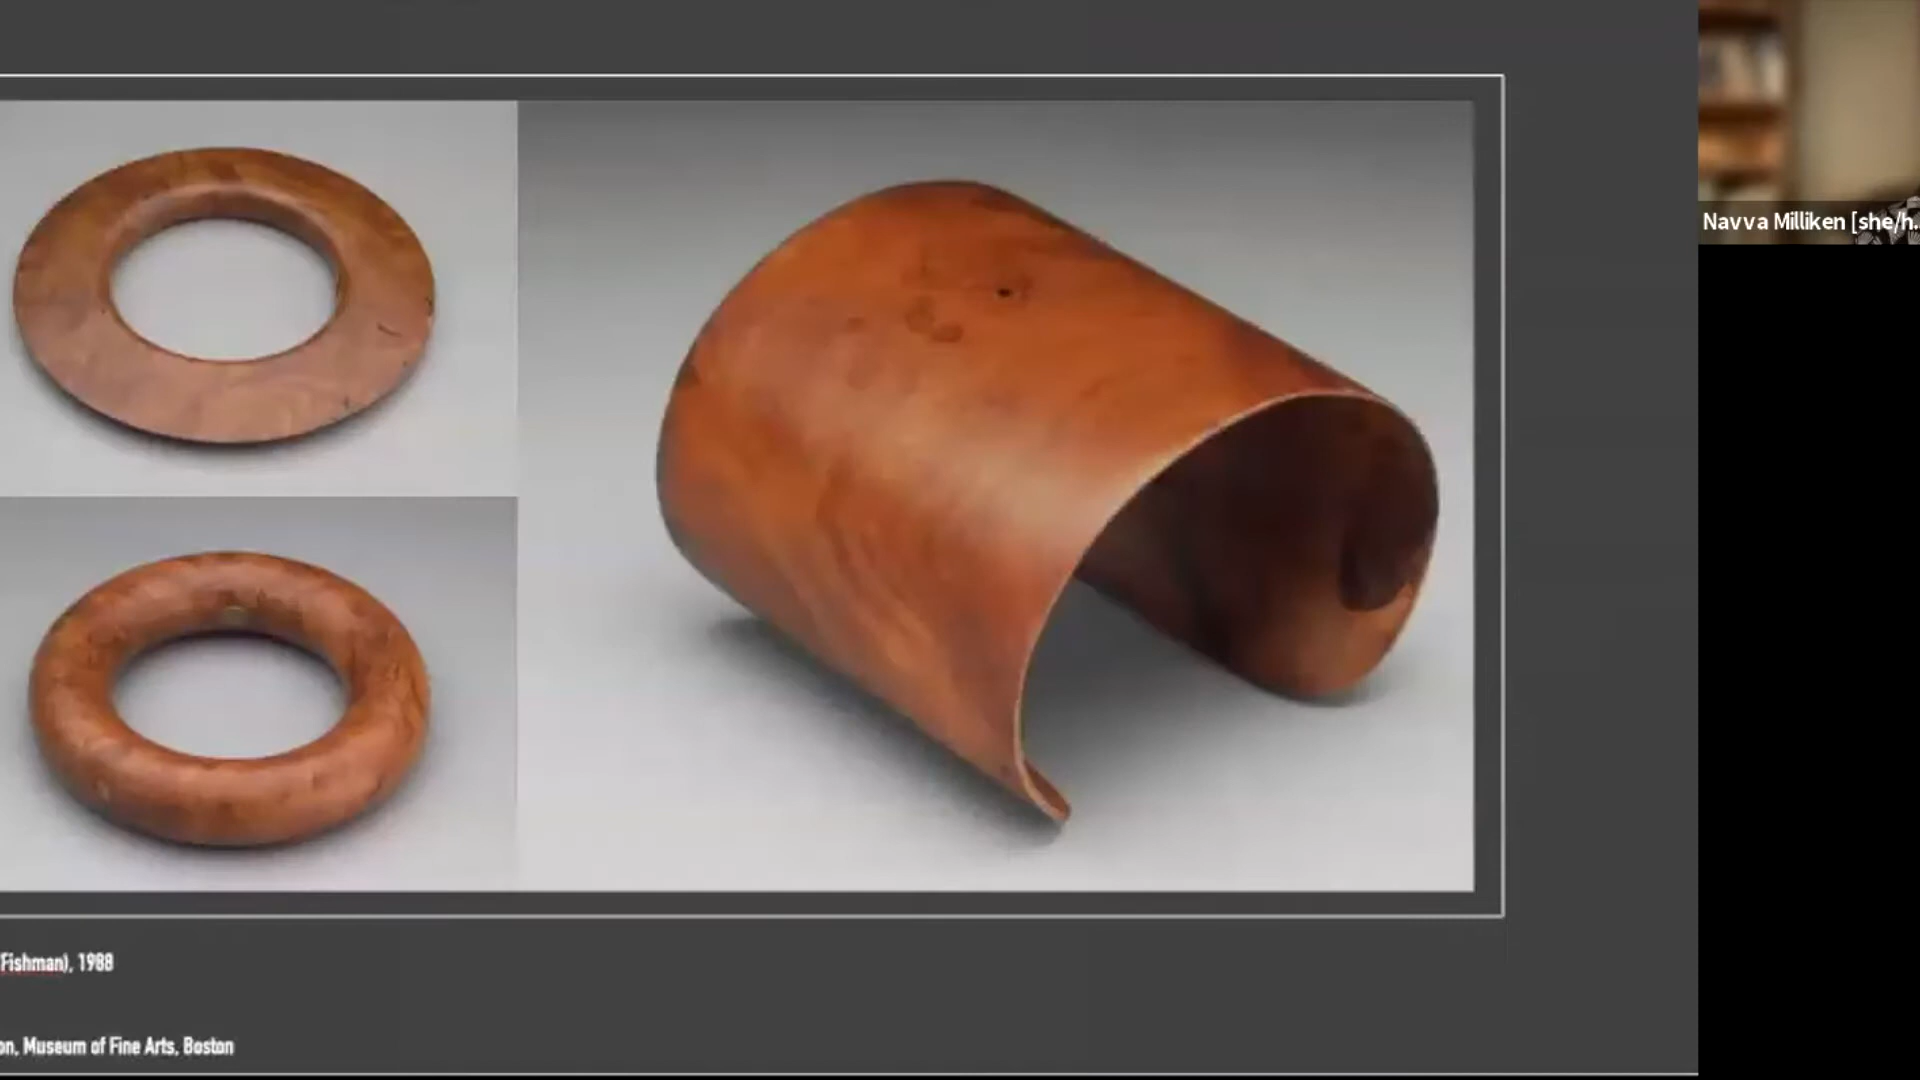 Navva Milliken [she/h..
Fishman), 1988
on, Museum of Fine Arts, Boston